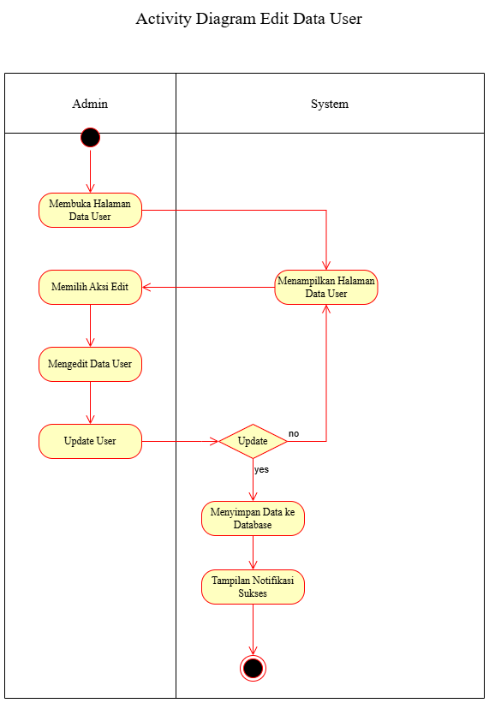 Activity Diagram Edit Data User
Admin
System
Membuka Halaman
Data User
Menampilkan Halaman
Data User
Memilih Aksi Edit
Mengedit Data User
Update User
Update
no
yes
Menyimpan Data ke
Database
Tampilan Notifikasi
Sukses